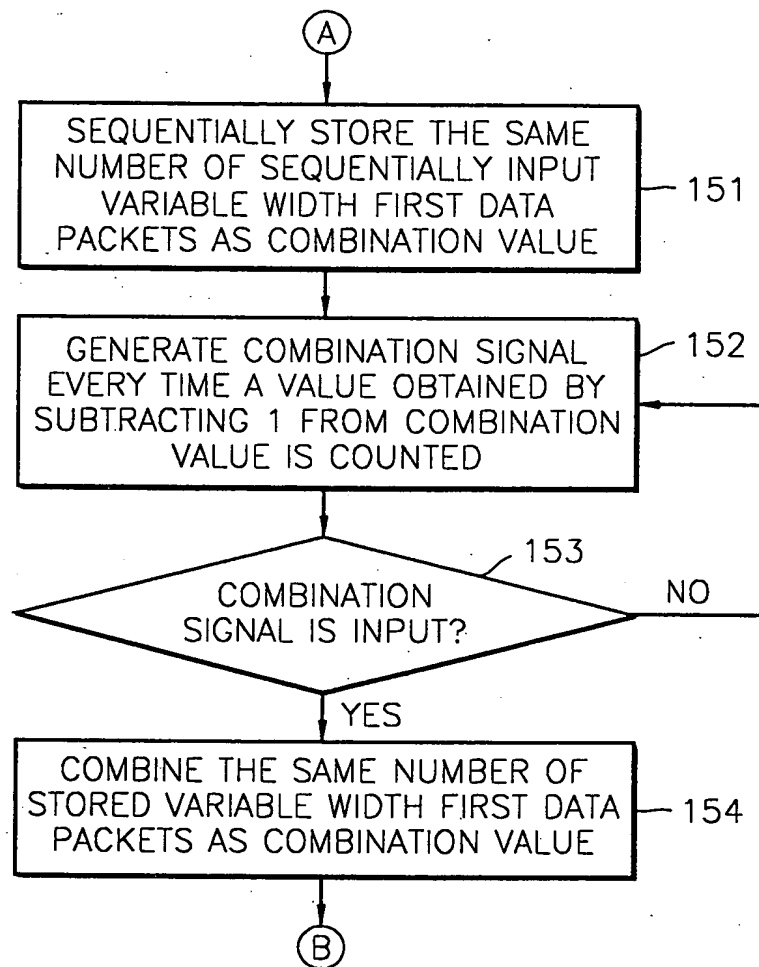 A
SEQUENTIALLY STORE THE SAME
NUMBER OF SEQUENTIALLY INPUT
VARIABLE WIDTH FIRST DATA
PACKETS AS COMBINATION VALUE
151
GENERATE COMBINATION SIGNAL
EVERY TIME A VALUE OBTAINED BY
SUBTRACTING 1 FROM COMBINATION
VALUE IS COUNTED
152
153
COMBINATION
SIGNAL IS INPUT?
NO
YES
COMBINE THE SAME NUMBER OF
STORED VARIABLE WIDTH FIRST DATA
PACKETS AS COMBINATION VALUE
154
B